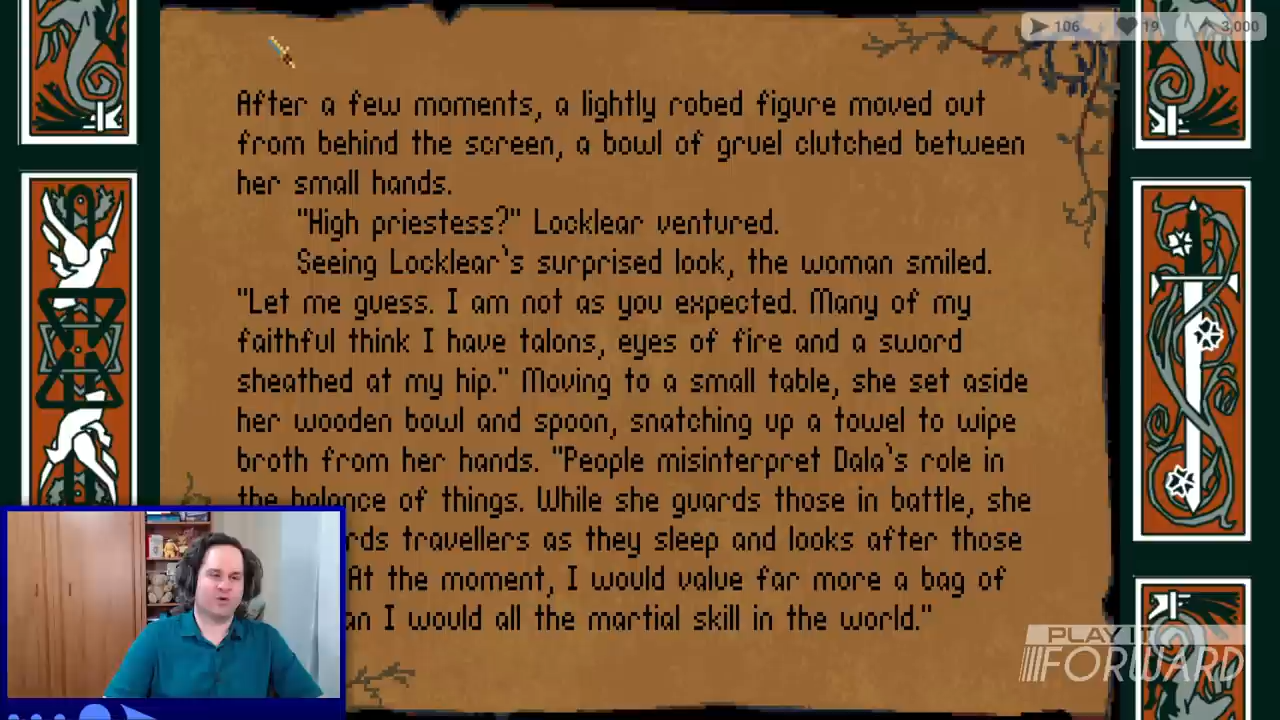 106 19 3,000
After a few moments, a lightly robed figure moved out
from behind the screen, a bowl of gruel clutched between
her small hands.
"High priestess?" Locklear ventured.
Seeing Locklear`s surprised look, the woman smiled.
"Let me guess. I am not as you expected. Many of my
faithful think I have talons, eyes of fire and a sword
sheathed at my hip." Moving to a small table, she set aside
her wooden bowl and spoon, snatching up a towel to wipe
broth from her hands. "People misinterpret Dala`s role in
the balance of things. While she guards those in battle, she
travellers as they sleep and looks after those
At the moment, I would value far more a bag of
I would all the martial skill in the world."
PLAY IT
FORWARD